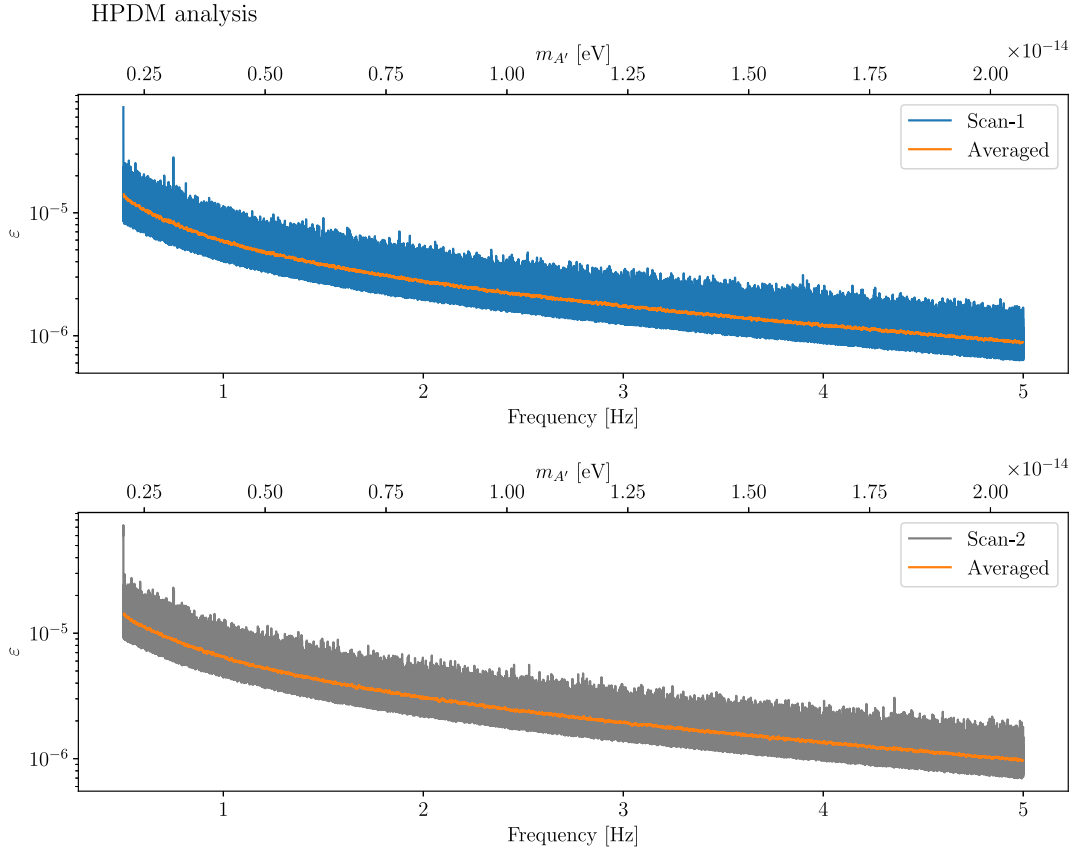 HPDM analysis
m_{A'} [eV]
×10^{-14}
0.25 0.50 0.75 1.00 1.25 1.50 1.75 2.00
Scan-1
Averaged
10^{-5}
ε
10^{-6}
1 2 3 4 5
Frequency [Hz]
m_{A'} [eV]
×10^{-14}
0.25 0.50 0.75 1.00 1.25 1.50 1.75 2.00
Scan-2
Averaged
10^{-5}
ε
10^{-6}
1 2 3 4 5
Frequency [Hz]